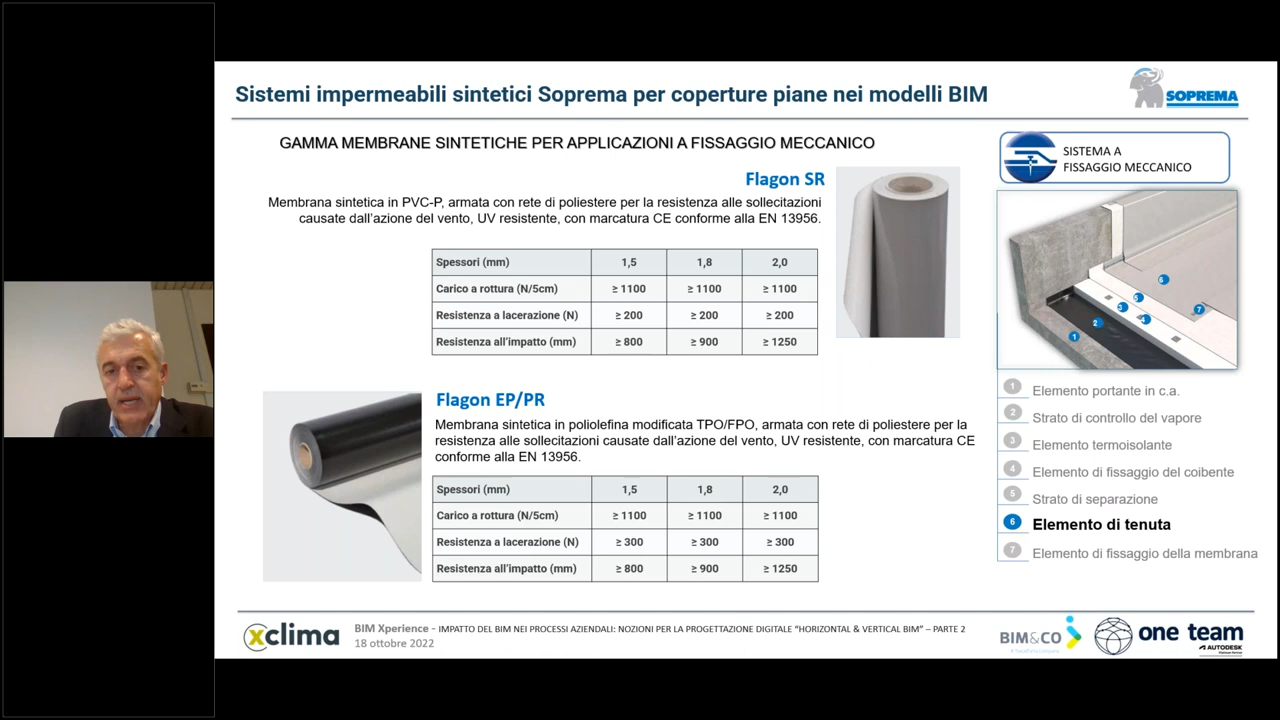 Sistemi impermeabili sintetici Soprema per coperture piane nei modelli BIM
SOPREMA
GAMMA MEMBRANE SINTETICHE PER APPLICAZIONI A FISSAGGIO MECCANICO
SISTEMA A
FISSAGGIO MECCANICO
Flagon SR
Membrana sintetica in PVC-P, armata con rete di poliestere per la resistenza alle sollecitazioni
causate dall'azione del vento, UV resistente, con marcatura CE conforme alla EN 13956.
Spessori (mm) 1,5 1,8 2,0
Carico a rottura (N/5cm) ≥ 1100 ≥ 1100 ≥ 1100
Resistenza a lacerazione (N) ≥ 200 ≥ 200 ≥ 200
Resistenza all'impatto (mm) ≥ 800 ≥ 900 ≥ 1250
Flagon EP/PR
Membrana sintetica in poliolefina modificata TPO/FPO, armata con rete di poliestere per la
resistenza alle sollecitazioni causate dall'azione del vento, UV resistente, con marcatura CE
conforme alla EN 13956.
Spessori (mm) 1,5 1,8 2,0
Carico a rottura (N/5cm) ≥ 1100 ≥ 1100 ≥ 1100
Resistenza a lacerazione (N) ≥ 300 ≥ 300 ≥ 300
Resistenza all'impatto (mm) ≥ 800 ≥ 900 ≥ 1250
1 2 3 4 5 6 7
1 Elemento portante in c.a.
2 Strato di controllo del vapore
3 Elemento termoisolante
4 Elemento di fissaggio del coibente
5 Strato di separazione
6 Elemento di tenuta
7 Elemento di fissaggio della membrana
xclima
BIM Xperience - IMPATTO DEL BIM NEI PROCESSI AZIENDALI: NOZIONI PER LA PROGETTAZIONE DIGITALE "HORIZONTAL & VERTICAL BIM" – PARTE 2
18 ottobre 2022
BIM&CO
one team
AUTODESK